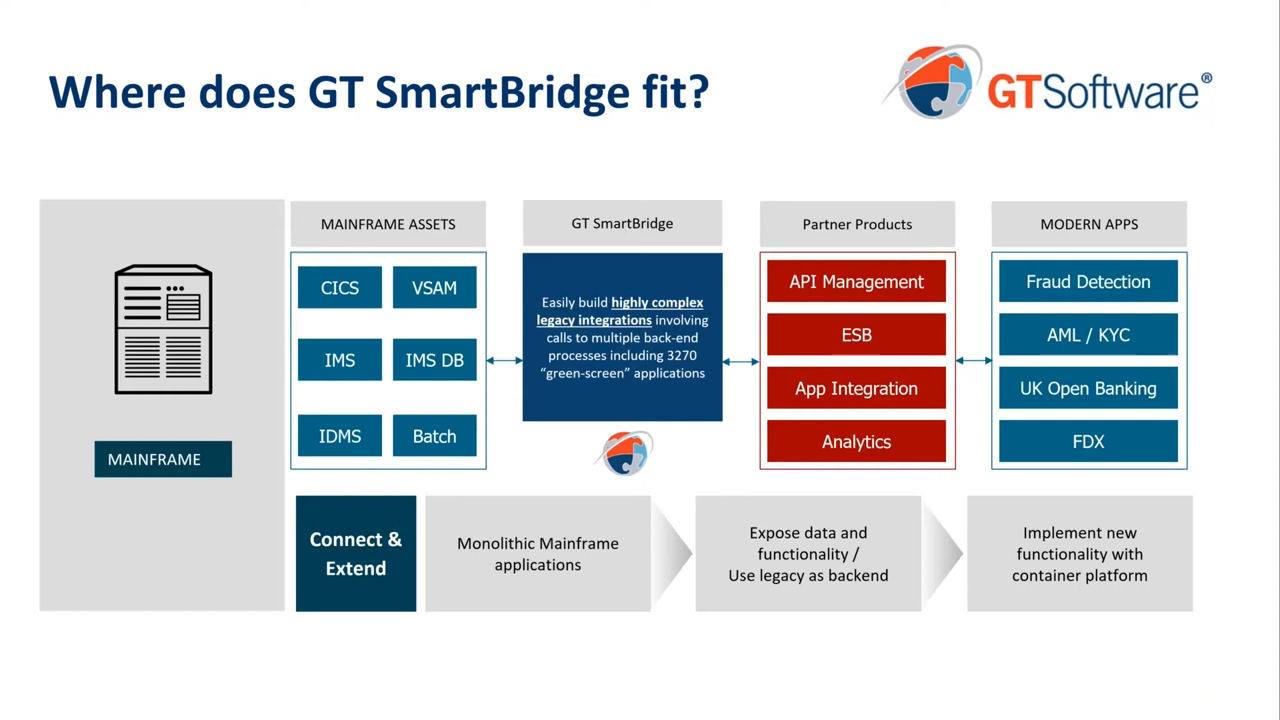 Where does GT SmartBridge fit?
GTSoftware®
MAINFRAME
MAINFRAME ASSETS
CICS
VSAM
IMS
IMS DB
IDMS
Batch
GT SmartBridge
Easily build highly complex
legacy integrations involving
calls to multiple back-end
processes including 3270
“green-screen” applications
Partner Products
API Management
ESB
App Integration
Analytics
MODERN APPS
Fraud Detection
AML / KYC
UK Open Banking
FDX
Connect &
Extend
Monolithic Mainframe
applications
Expose data and
functionality /
Use legacy as backend
Implement new
functionality with
container platform